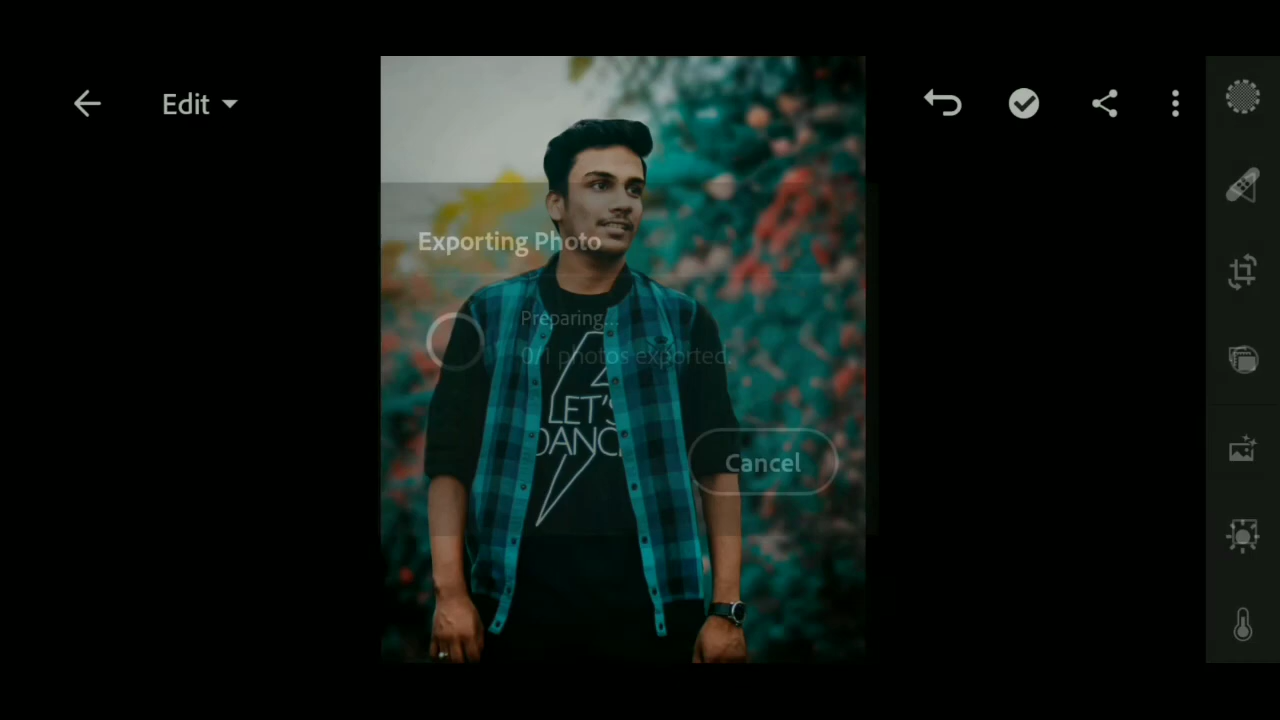 Edit
Exporting Photo
Preparing...
0/1 photos exported.
LET'S
DANCE
Cancel